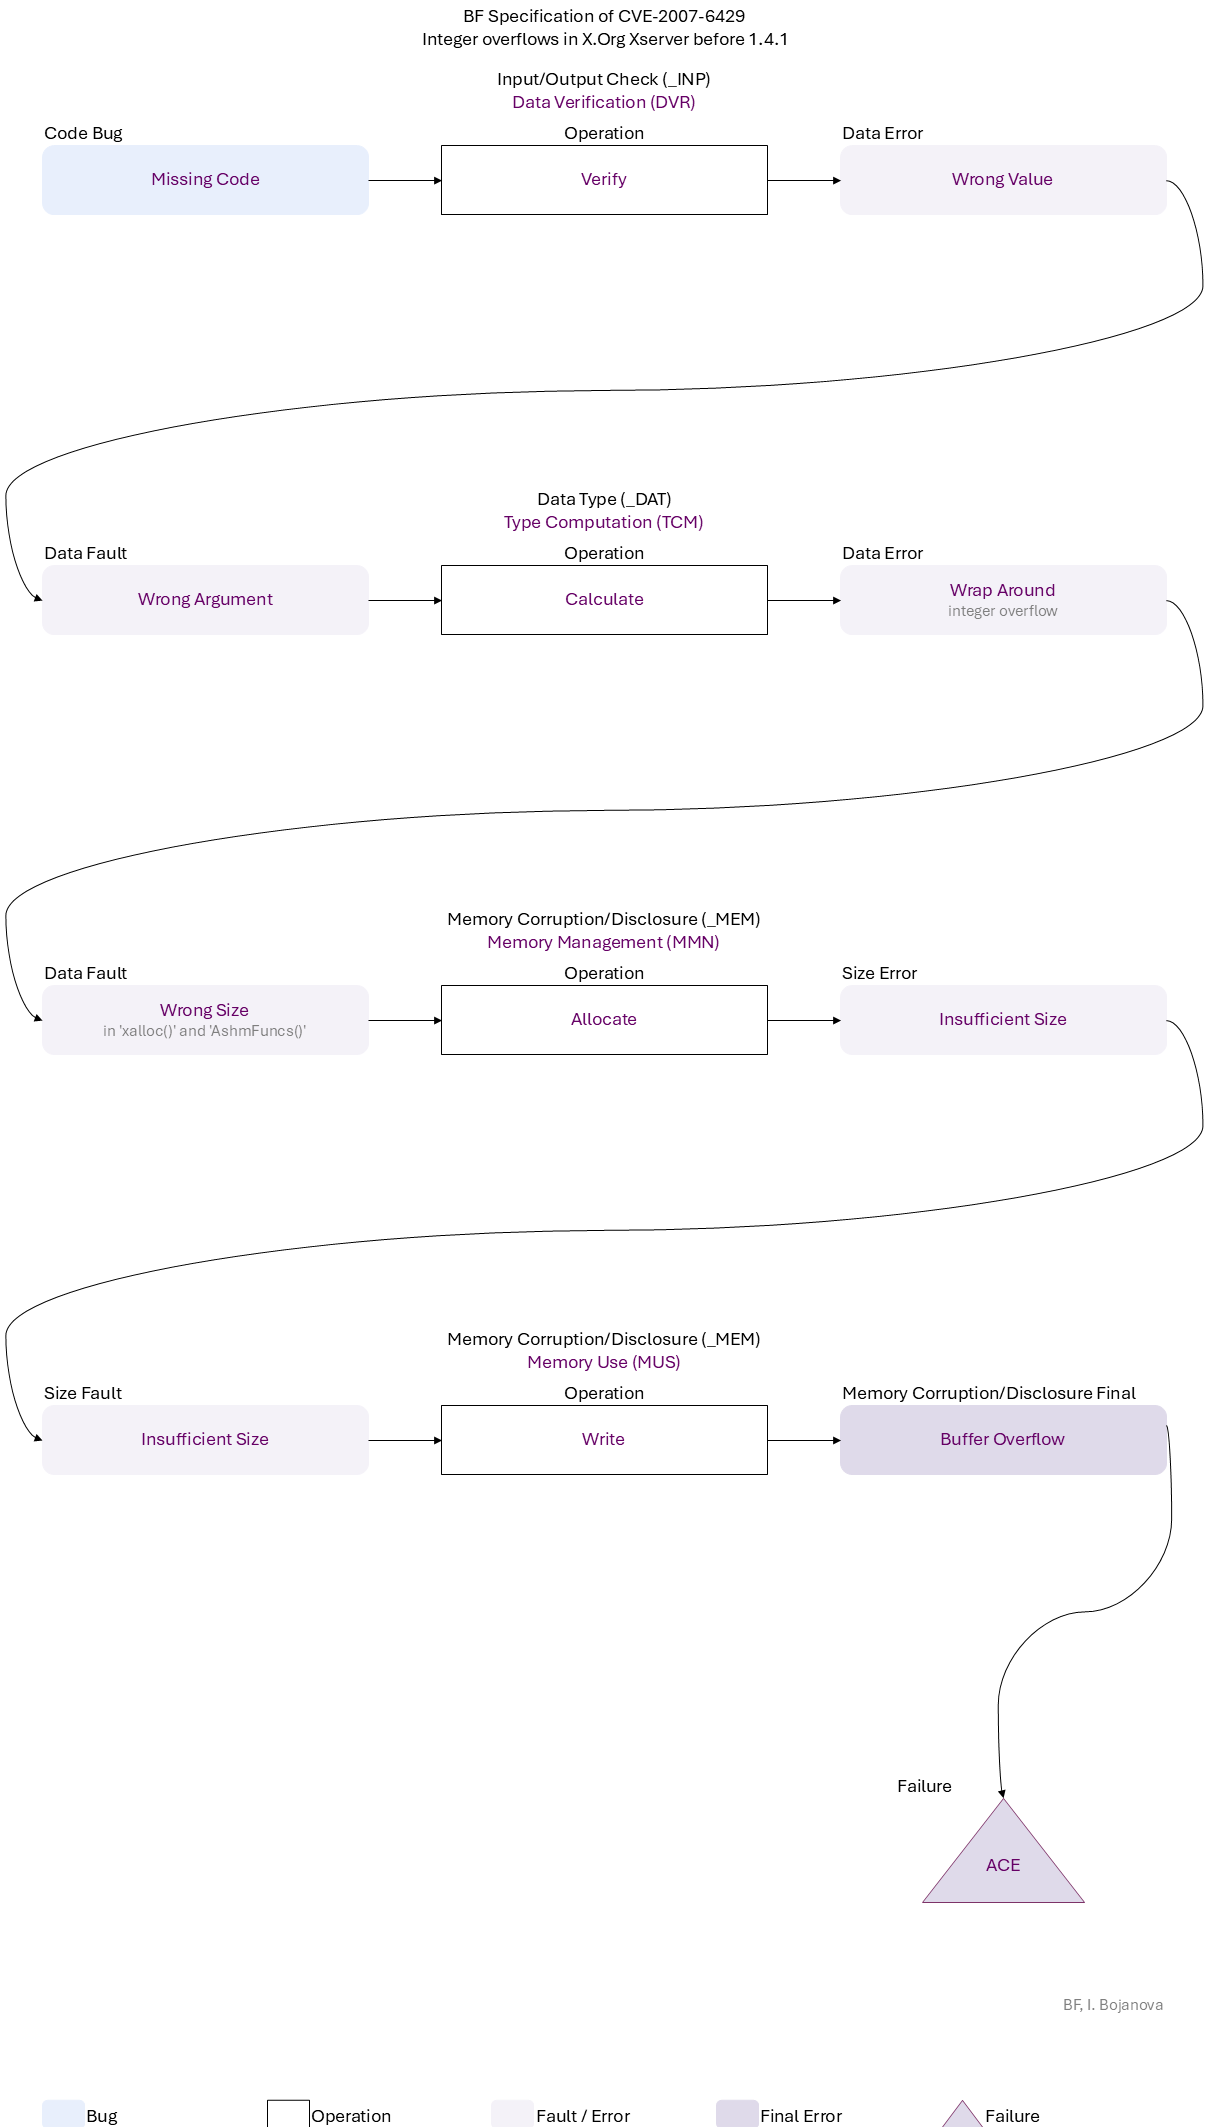 BF Specification of CVE-2007-6429
Integer overflows in X.Org Xserver before 1.4.1
Input/Output Check (_INP)
Data Verification (DVR)
Code Bug Operation Data Error
Missing Code Verify Wrong Value
Data Type (_DAT)
Type Computation (TCM)
Data Fault Operation Data Error
Wrong Argument Calculate Wrap Around
integer overflow
Memory Corruption/Disclosure (_MEM)
Memory Management (MMN)
Data Fault Operation Size Error
Wrong Size Allocate Insufficient Size
in 'xalloc()' and 'AshmFuncs()'
Memory Corruption/Disclosure (_MEM)
Memory Use (MUS)
Size Fault Operation Memory Corruption/Disclosure Final
Insufficient Size Write Buffer Overflow
Failure
ACE
BF, I. Bojanova
Bug Operation Fault / Error Final Error Failure